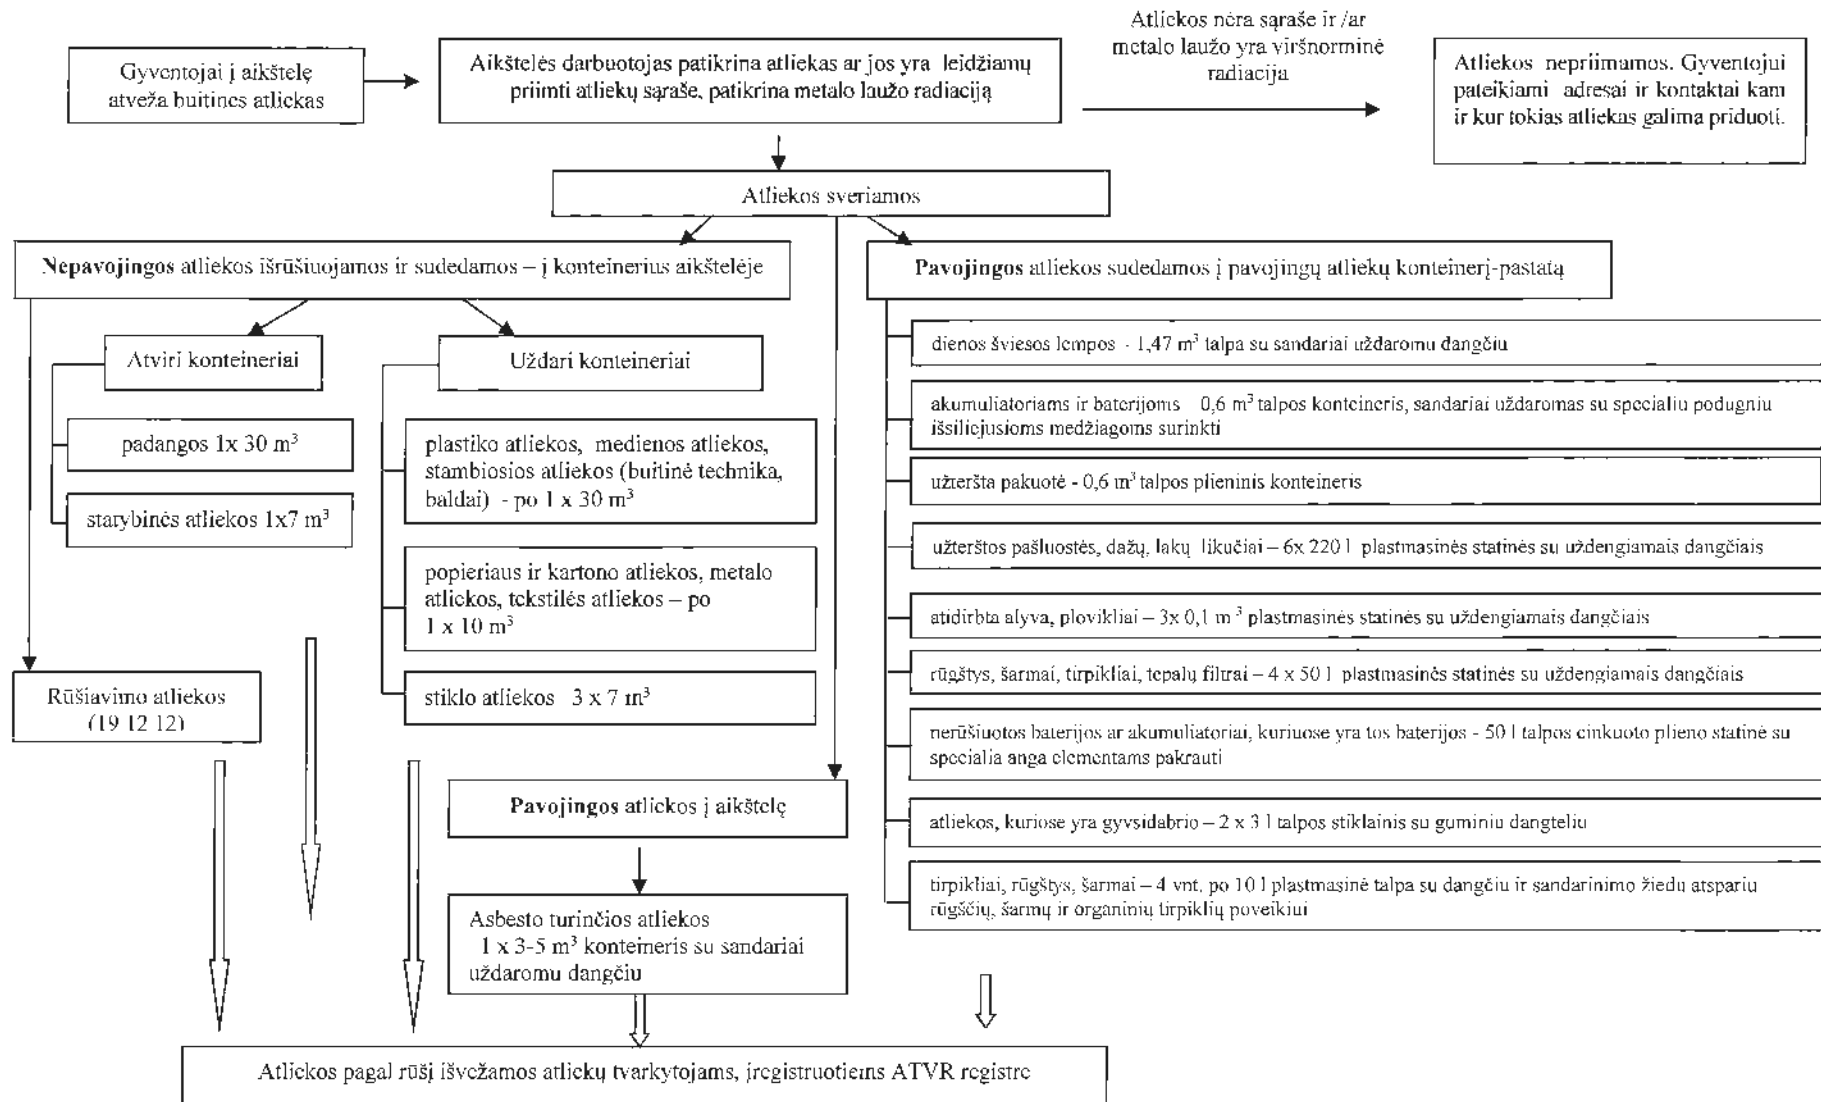 Gyventojai į aikštelę
atveža buitines atliekas
Aikštelės darbuotojas patikrina atliekas ar jos yra leidžiamų
priimti atliekų sąraše, patikrina metalo laužo radiaciją
Atliekos nėra sąraše ir /ar
metalo laužo yra viršnorminė
radiacija
Atliekos nepriimamos. Gyventojui
pateikiami adresai ir kontaktai kam
ir kur tokias atliekas galima priduoti.
Atliekos sveriamos
Nepavojingos atliekos išrūšiuojamos ir sudedamos – į konteinerius aikštelėje
Pavojingos atliekos sudedamos į pavojingų atliekų konteinerį-pastatą
Atviri konteineriai
padangos 1x 30 m³
statybinės atliekos 1x7 m³
Uždari konteineriai
plastiko atliekos, medienos atliekos,
stambiosios atliekos (buitinė technika,
baldai) - po 1 x 30 m³
popieriaus ir kartono atliekos, metalo
atliekos, tekstilės atliekos – po
1 x 10 m³
stiklo atliekos 3 x 7 m³
Rūšiavimo atliekos
(19 12 12)
dienos šviesos lempos - 1,47 m³ talpa su sandariai uždaromu dangčiu
akumuliatoriams ir baterijoms 0,6 m³ talpos konteineris, sandariai uždaromas su specialiu podugniu
išsiliejusioms medžiagoms surinkti
užteršta pakuotė - 0,6 m³ talpos plieninis konteineris
užterštos pašluostės, dažų, lakų likučiai – 6x 220 l plastmasinės statinės su uždengiamais dangčiais
atidirbta alyva, plovikliai – 3x 0,1 m³ plastmasinės statinės su uždengiamais dangčiais
rūgštys, šarmai, tirpikliai, tepalų filtrai – 4 x 50 l plastmasinės statinės su uždengiamais dangčiais
nerūšiuotos baterijos ar akumuliatoriai, kuriuose yra tos baterijos - 50 l talpos cinkuoto plieno statinė su
specialia anga elementams pakrauti
atliekos, kuriose yra gyvsidabrio – 2 x 3 l talpos stiklainis su guminiu dangteliu
tirpikliai, rūgštys, šarmai – 4 vnt. po 10 l plastmasinė talpa su dangčiu ir sandarinimo žiedu atsparių
rūgščių, šarmų ir organinių tirpiklių poveikiui
Pavojingos atliekos į aikštelę
Asbesto turinčios atliekos
1 x 3-5 m³ konteineris su sandariai
uždaromu dangčiu
Atliekos pagal rūšį išvežamos atliekų tvarkytojams, įregistruotiems ATVR registre